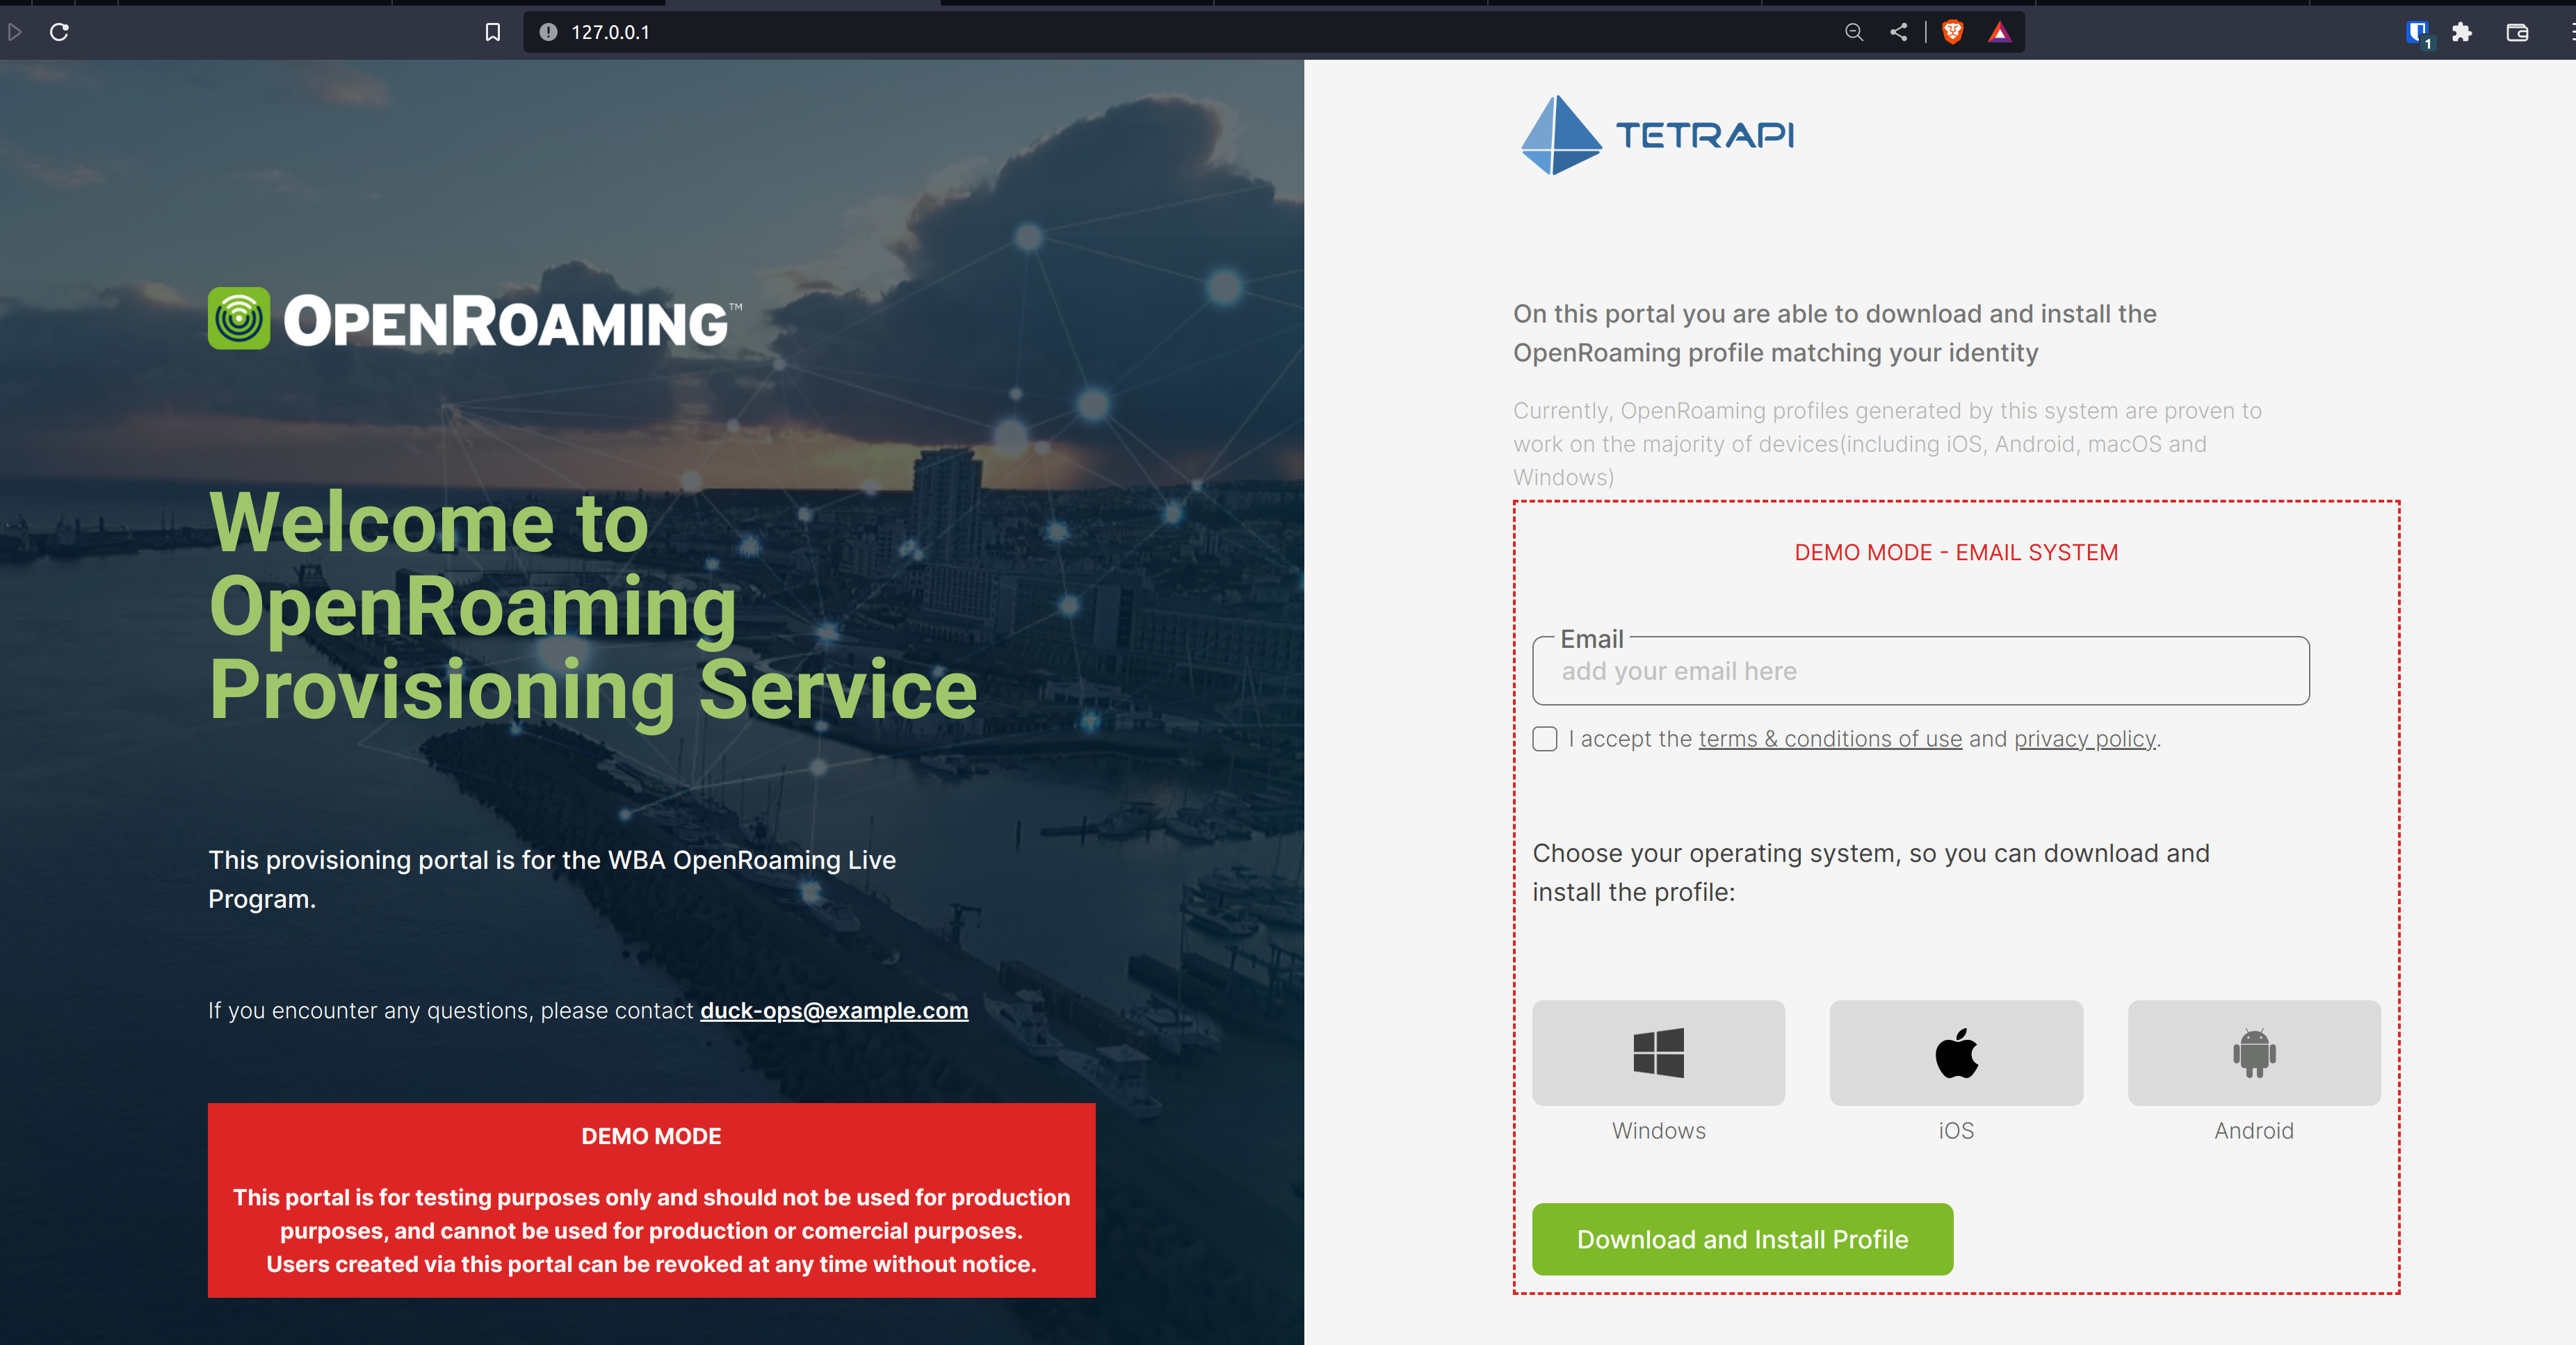 127.0.0.1
1
OPENROAMING™
Welcome to
OpenRoaming
Provisioning Service
This provisioning portal is for the WBA OpenRoaming Live
Program.
If you encounter any questions, please contact duck-ops@example.com
DEMO MODE
This portal is for testing purposes only and should not be used for production
purposes, and cannot be used for production or comercial purposes.
Users created via this portal can be revoked at any time without notice.
TETRAPI
On this portal you are able to download and install the
OpenRoaming profile matching your identity
Currently, OpenRoaming profiles generated by this system are proven to
work on the majority of devices(including iOS, Android, macOS and
Windows)
DEMO MODE - EMAIL SYSTEM
Email
add your email here
I accept the terms & conditions of use and privacy policy.
Choose your operating system, so you can download and
install the profile:
Windows
iOS
Android
Download and Install Profile